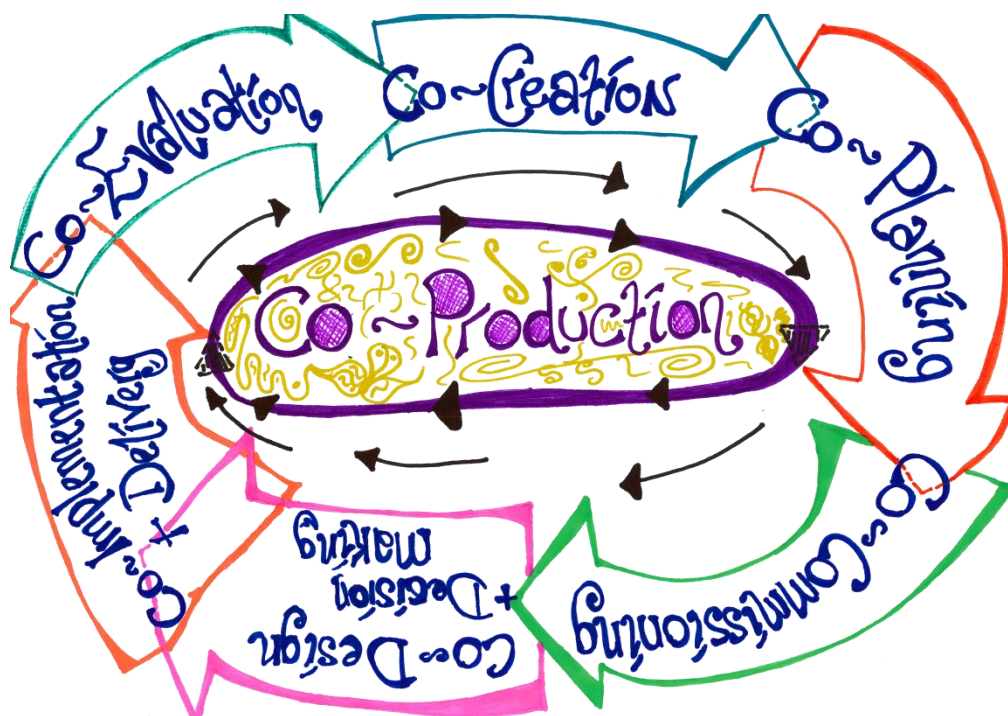 Co~Creation
Co~Planning
Co~Commissioning
Co~Design
+ Decision
Making
Co~Implementation
+ Delivery
Co~Evaluation
Co~Production